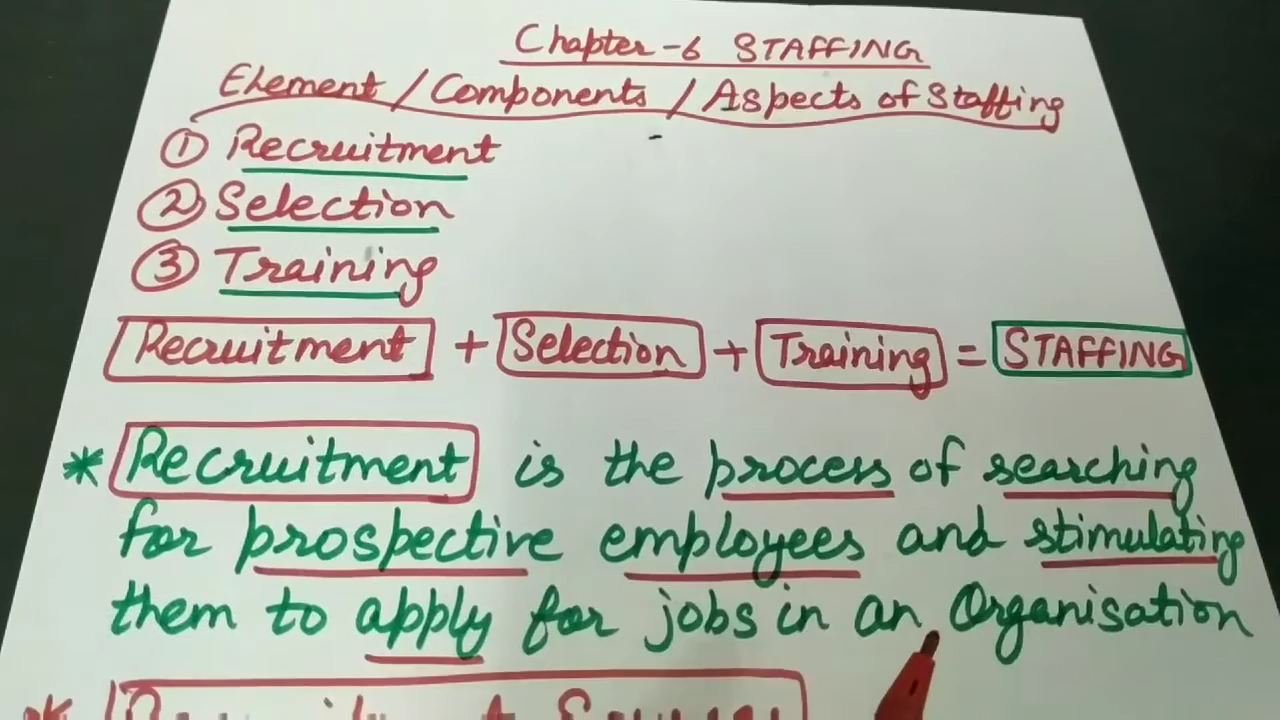 Chapter-6 STAFFING
Element / Components / Aspects of Staffing
① Recruitment
② Selection
③ Training
Recruitment + Selection + Training = STAFFING
* Recruitment is the process of searching
for prospective employees and stimulating
them to apply for jobs in an Organisation